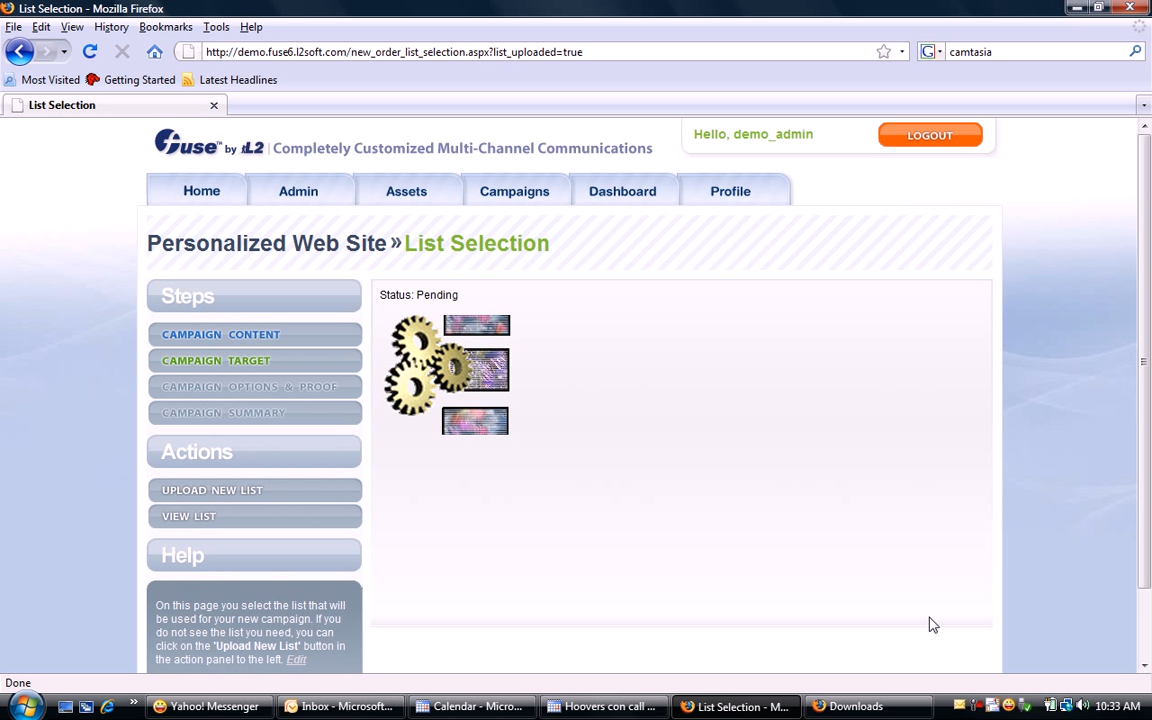 List Selection - Mozilla Firefox
File Edit View History Bookmarks Tools Help
http://demo.fuse6.l2soft.com/new_order_list_selection.aspx?list_uploaded=true
camtasia
Most Visited Getting Started Latest Headlines
List Selection
fuse™ by L2 | Completely Customized Multi-Channel Communications
Hello, demo_admin
LOGOUT
Home Admin Assets Campaigns Dashboard Profile
Personalized Web Site » List Selection
Steps
CAMPAIGN CONTENT
CAMPAIGN TARGET
CAMPAIGN OPTIONS & PROOF
CAMPAIGN SUMMARY
Actions
UPLOAD NEW LIST
VIEW LIST
Help
On this page you select the list that will
be used for your new campaign. If you
do not see the list you need, you can
click on the 'Upload New List' button in
the action panel to the left. Edit
Status: Pending
Done
Yahoo! Messenger
Inbox - Microsoft...
Calendar - Micro...
Hoovers con call ...
List Selection - M...
Downloads
10:33 AM